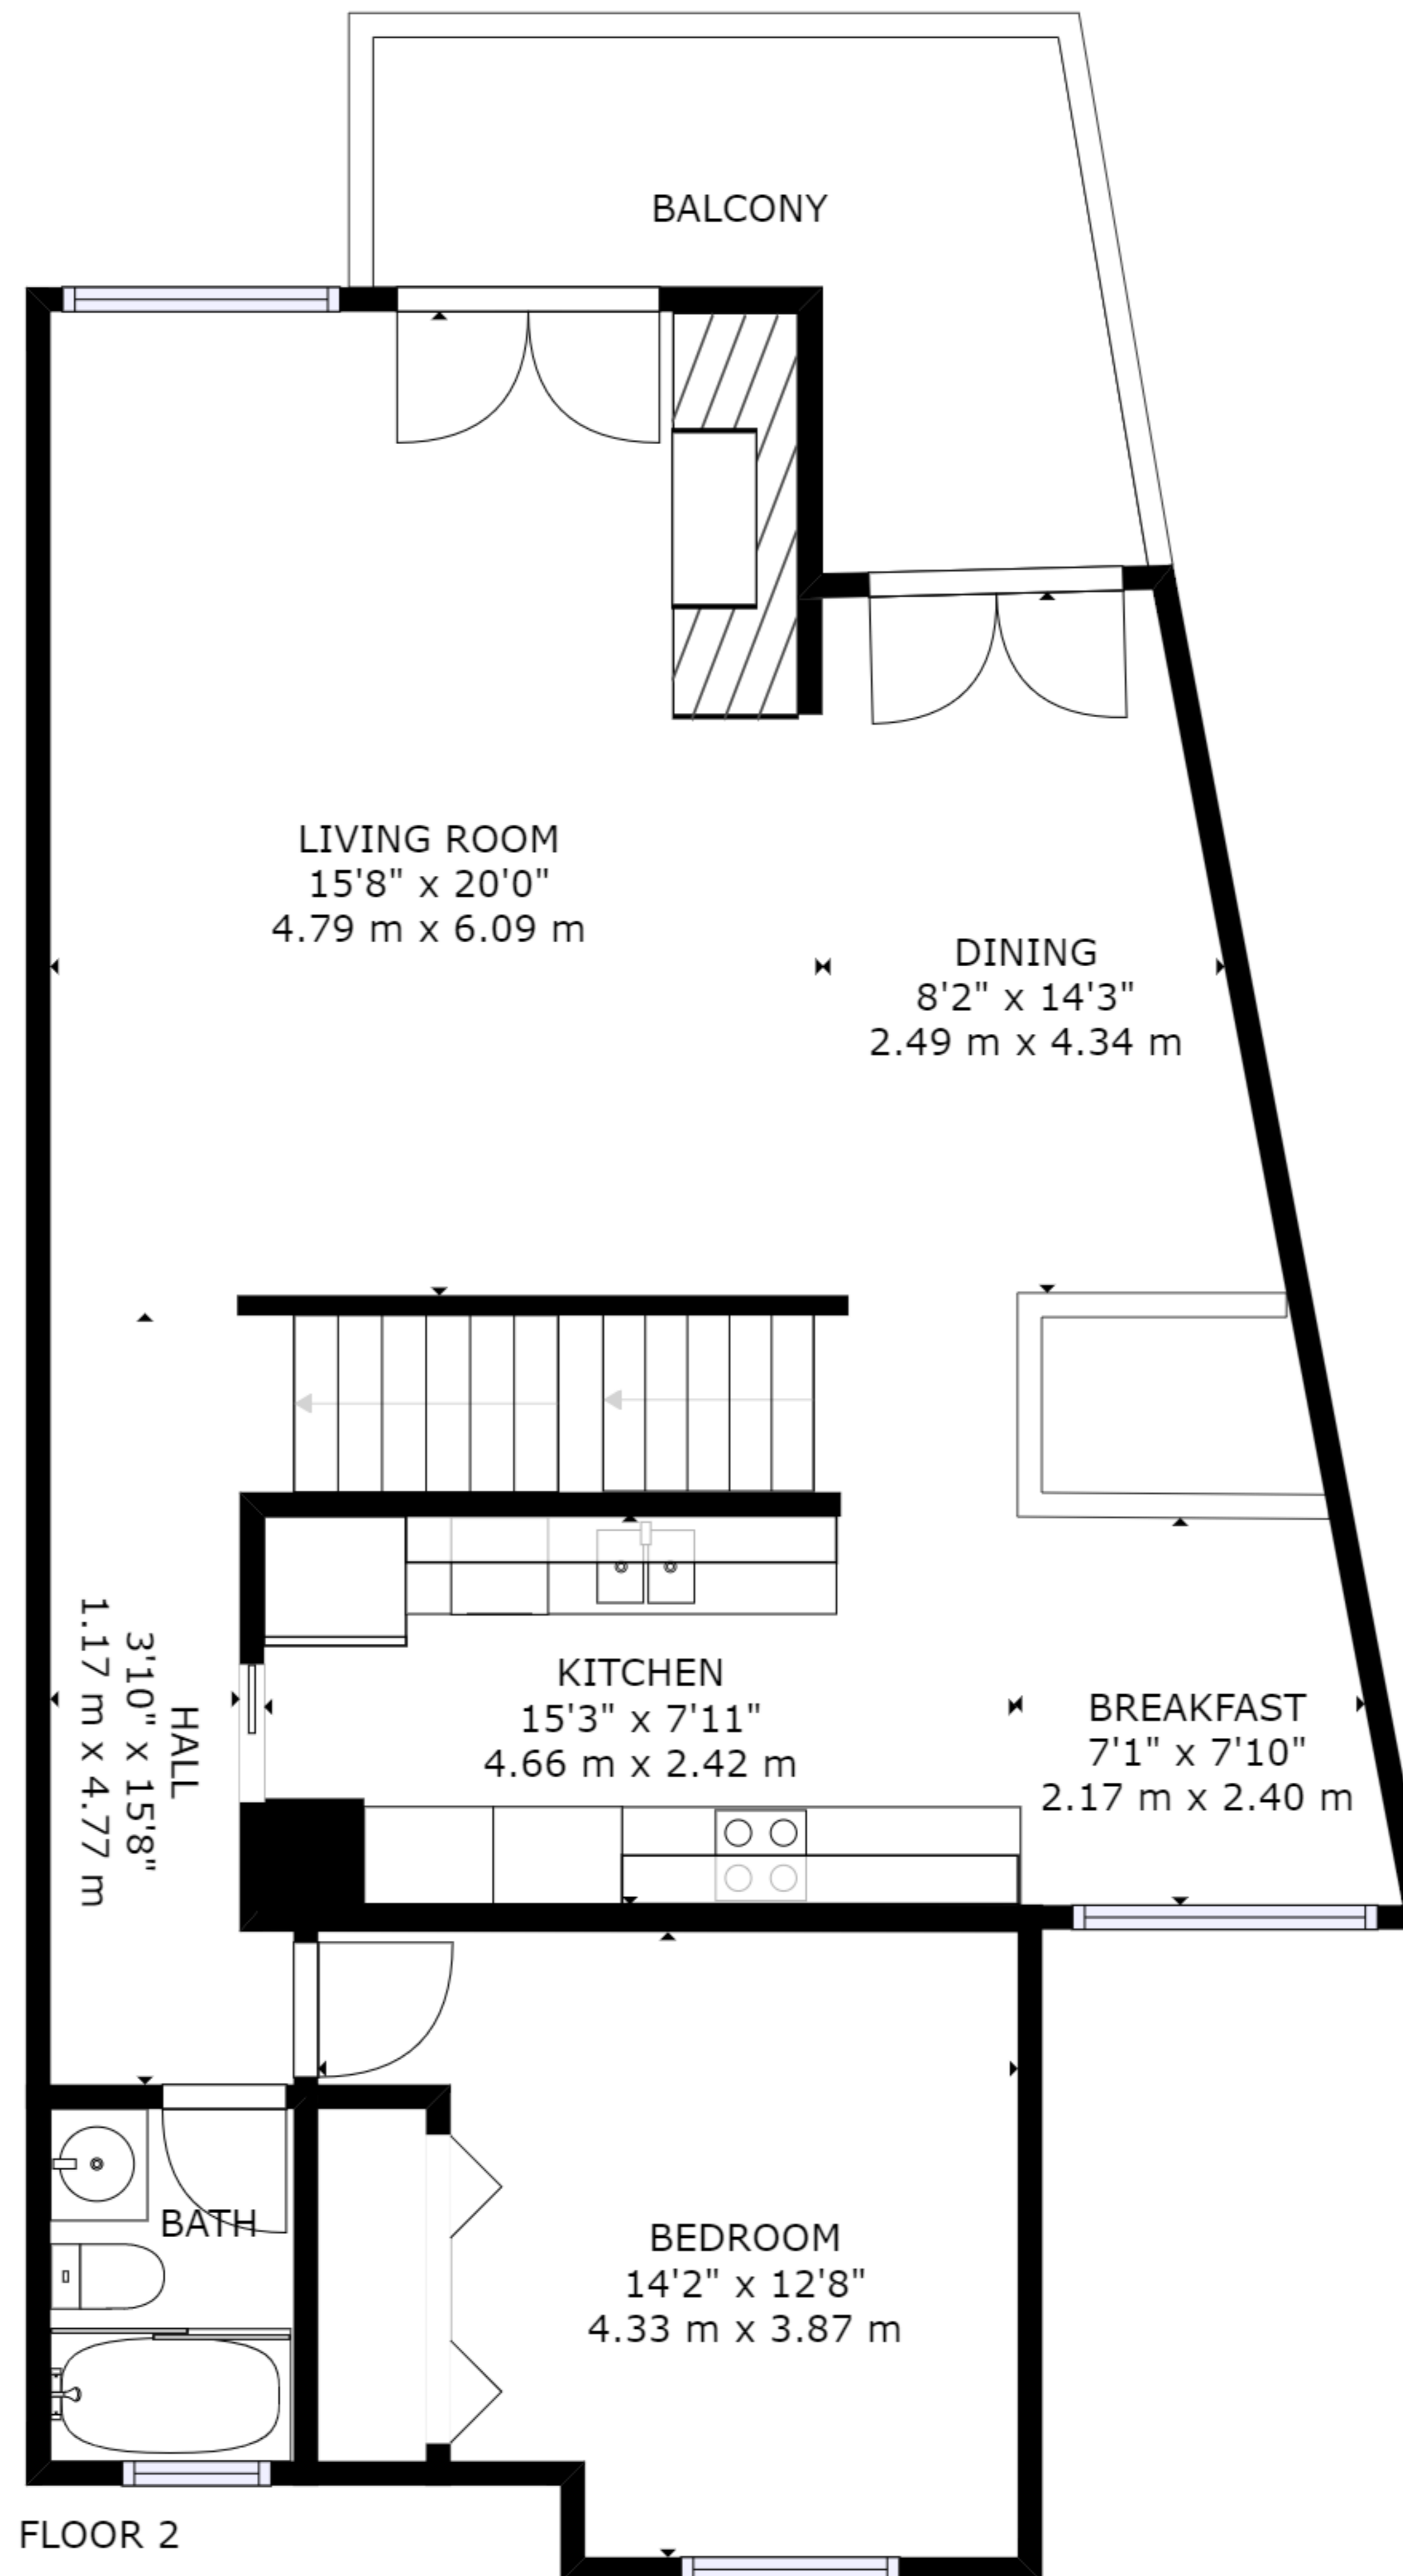 BALCONY
LIVING ROOM
15'8" x 20'0"
4.79 m x 6.09 m
DINING
8'2" x 14'3"
2.49 m x 4.34 m
HALL
3'10" x 15'8"
1.17 m x 4.77 m
KITCHEN
15'3" x 7'11"
4.66 m x 2.42 m
BREAKFAST
7'1" x 7'10"
2.17 m x 2.40 m
BATH
BEDROOM
14'2" x 12'8"
4.33 m x 3.87 m
FLOOR 2